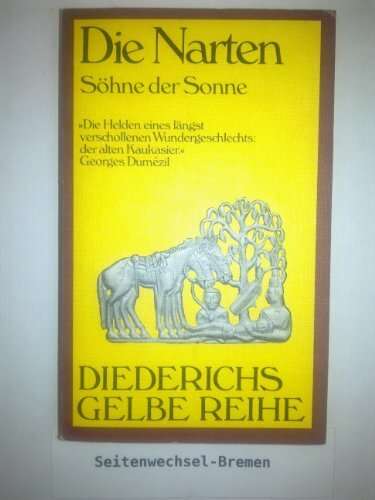 Die Narten
Söhne der Sonne
»Die Helden eines längst
verschollenen Wundergeschlechts:
der alten Kaukasier.«
Georges Dumézil
DIEDERICHS
GELBE REIHE
Seitenwechsel-Bremen